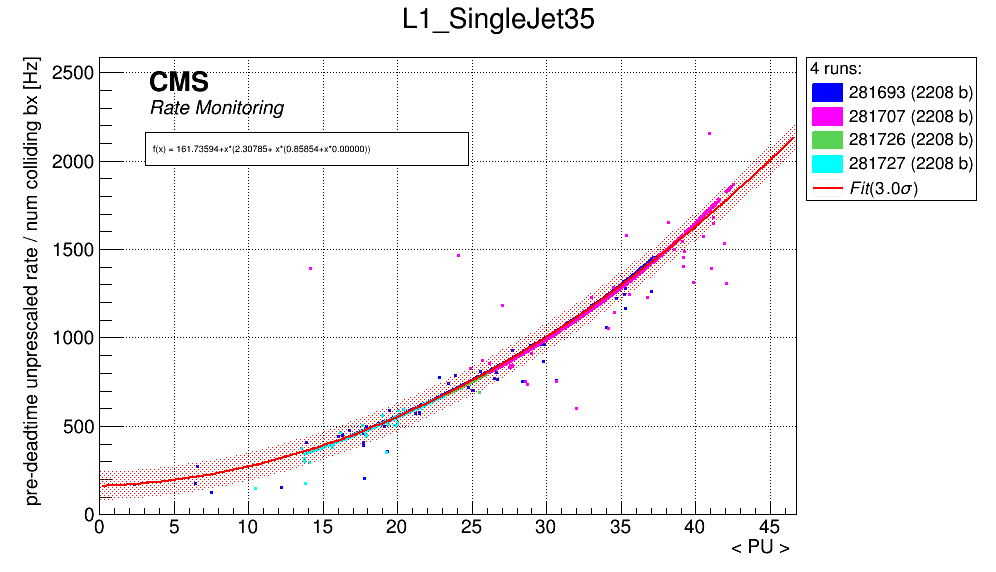 L1_SingleJet35
pre-deadtime unprescaled rate / num colliding bx [Hz]
2500
2000
1500
1000
500
0
CMS
Rate Monitoring
f(x) = 161.73594+x*(2.30785+ x*(0.85854+x*0.00000))
4 runs:
281693 (2208 b)
281707 (2208 b)
281726 (2208 b)
281727 (2208 b)
Fit(3.0σ)
0 5 10 15 20 25 30 35 40 45
< PU >